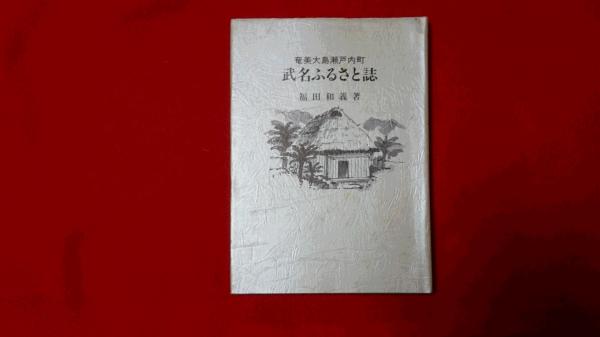 奄美大島瀬戸内町
武名ふるさと誌
福田和義著